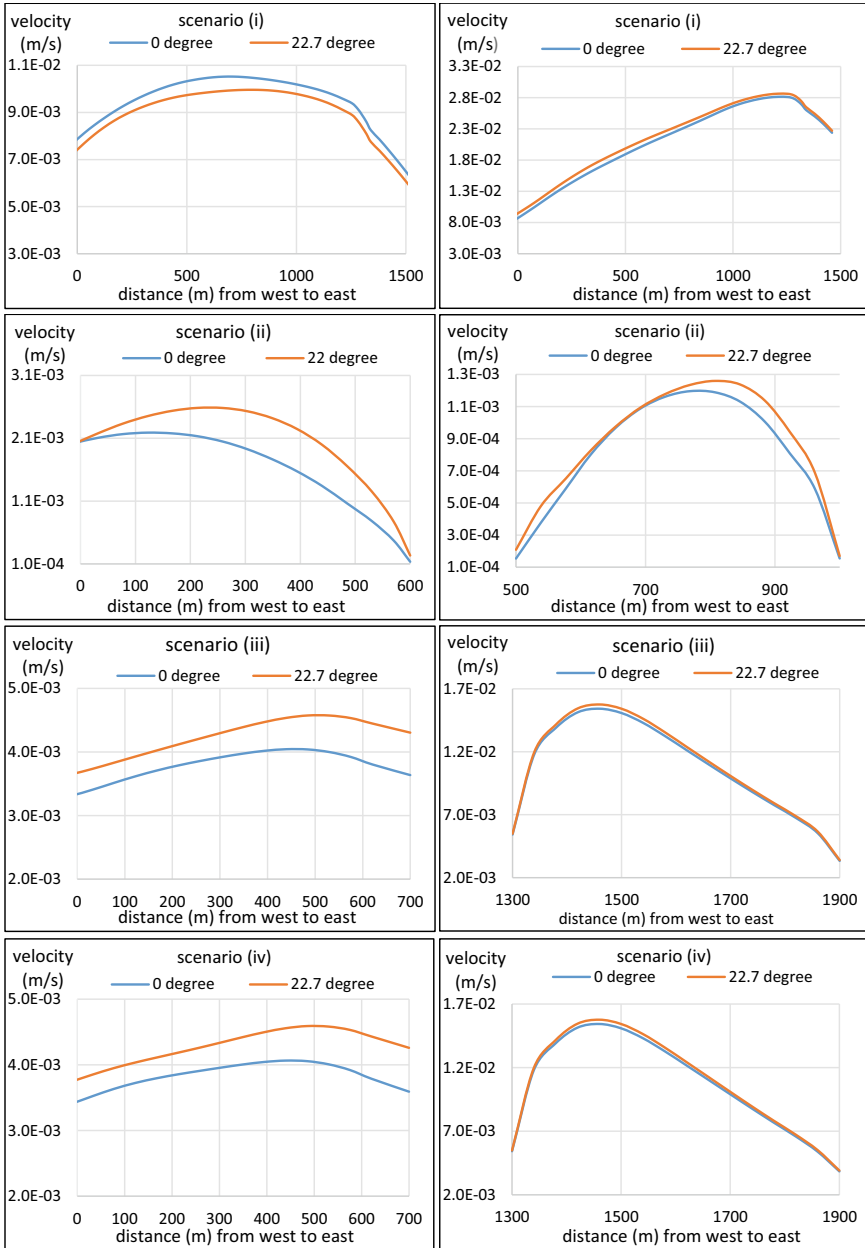 velocity
(m/s)
scenario (i)
0 degree 22.7 degree
1.1E-02
9.0E-03
7.0E-03
5.0E-03
3.0E-03
0 500 1000 1500
distance (m) from west to east
velocity
(m/s)
scenario (i)
0 degree 22.7 degree
3.3E-02
2.8E-02
2.3E-02
1.8E-02
1.3E-02
8.0E-03
3.0E-03
0 500 1000 1500
distance (m) from west to east
velocity
(m/s)
scenario (ii)
0 degree 22 degree
3.1E-03
2.1E-03
1.1E-03
1.0E-04
0 100 200 300 400 500 600
distance (m) from west to east
velocity
(m/s)
scenario (ii)
0 degree 22.7 degree
1.3E-03
1.1E-03
9.0E-04
7.0E-04
5.0E-04
3.0E-04
1.0E-04
500 700 900
distance (m) from west to east
velocity
(m/s)
scenario (iii)
0 degree 22.7 degree
5.0E-03
4.0E-03
3.0E-03
2.0E-03
0 100 200 300 400 500 600 700
distance (m) from west to east
velocity
(m/s)
scenario (iii)
0 degree 22.7 degree
1.7E-02
1.2E-02
7.0E-03
2.0E-03
1300 1500 1700 1900
distance (m) from west to east
velocity
(m/s)
scenario (iv)
0 degree 22.7 degree
5.0E-03
4.0E-03
3.0E-03
2.0E-03
0 100 200 300 400 500 600 700
distance (m) from west to east
velocity
(m/s)
scenario (iv)
0 degree 22.7 degree
1.7E-02
1.2E-02
7.0E-03
2.0E-03
1300 1500 1700 1900
distance (m) from west to east